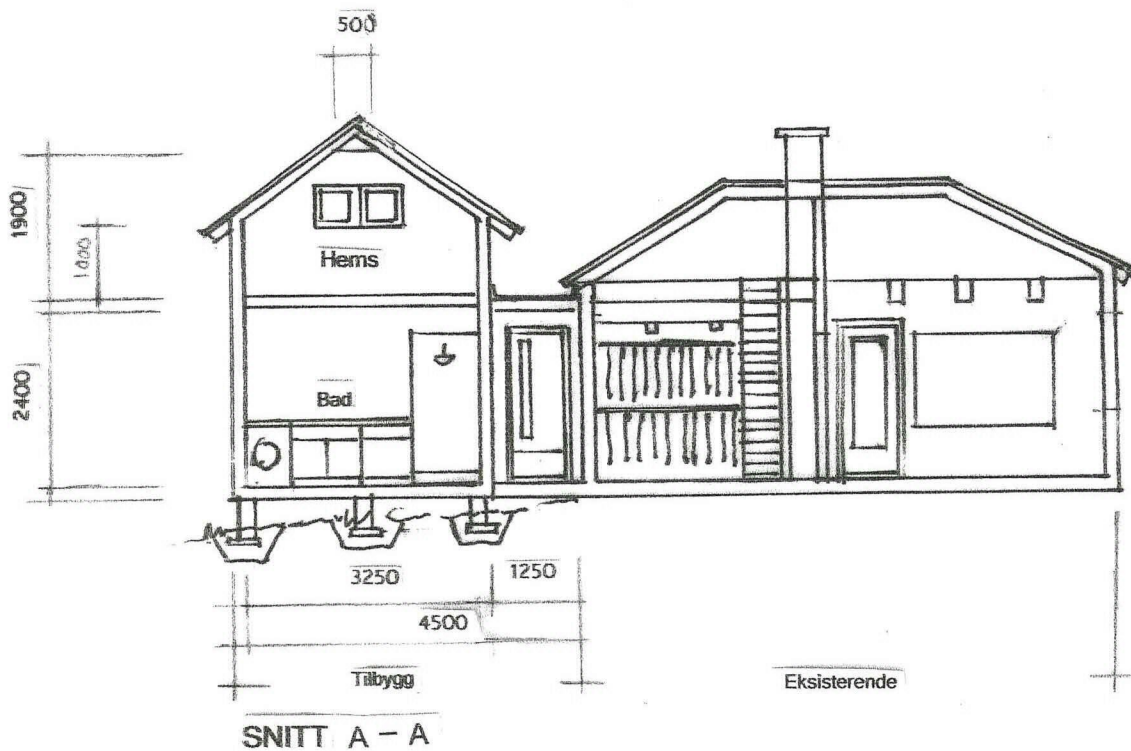 500
1900
1000
Hems
2400
Bad
3250
1250
4500
Tilbygg
Eksisterende
SNITT A - A